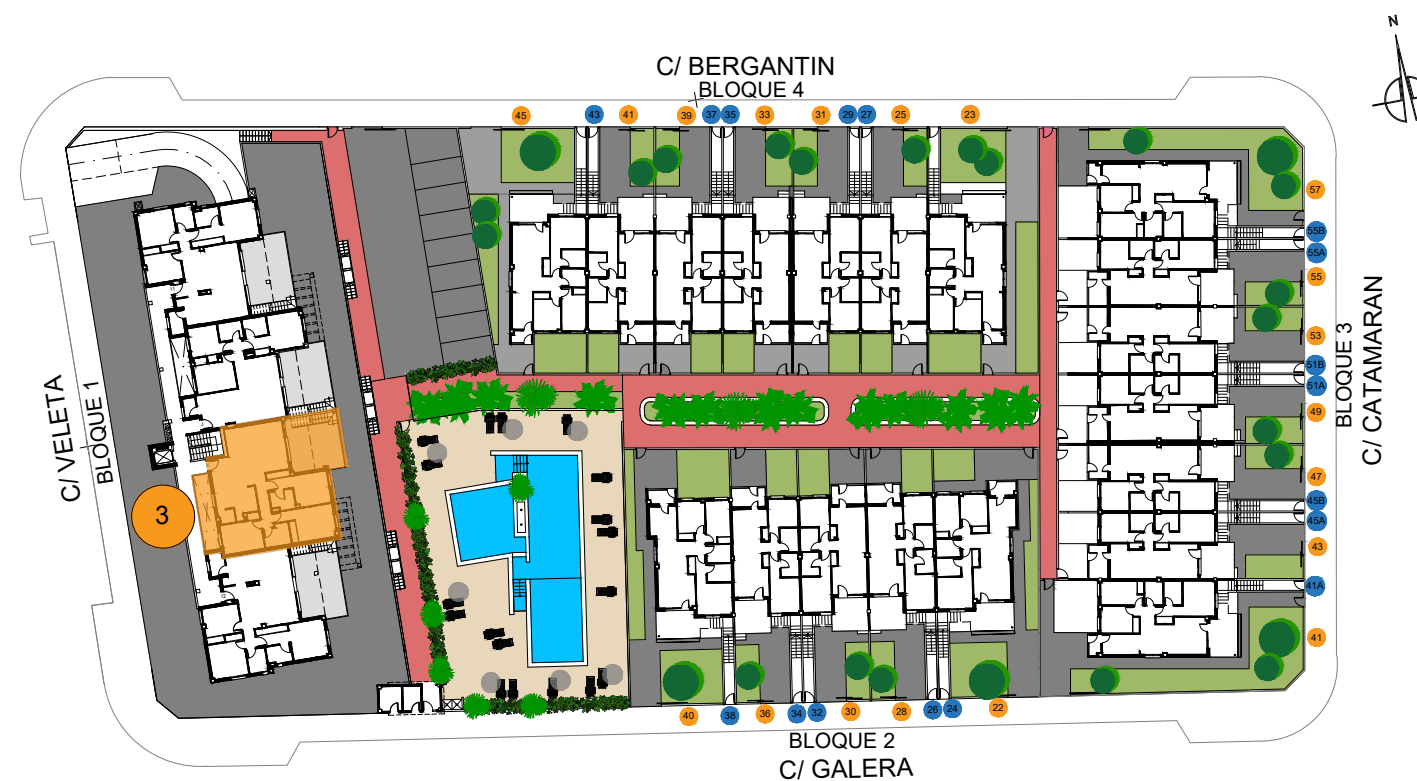 N
C/ BERGANTIN
BLOQUE 4
45
43
41
39
37
35
33
31
29
27
25
23
57
55B
55A
55
53
51B
51A
49
47
45B
45A
43
41A
41
BLOQUE 3
C/ CATAMARAN
C/ VELETA
BLOQUE 1
3
40
38
36
34
32
30
28
26
24
22
BLOQUE 2
C/ GALERA